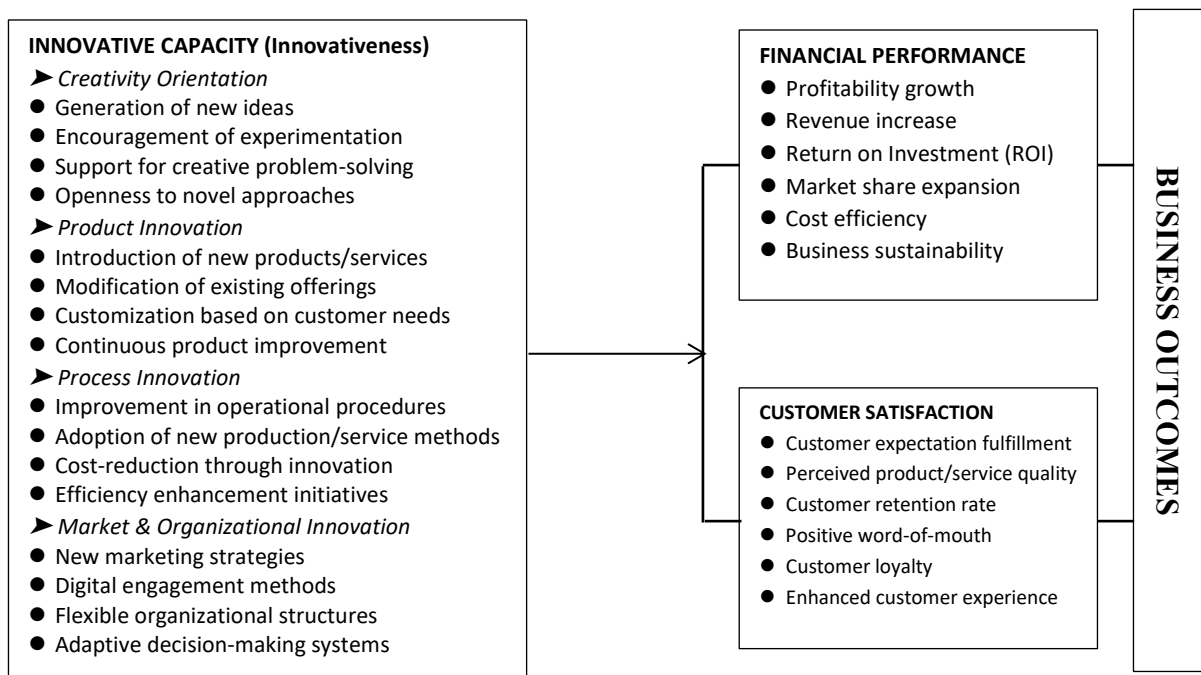 INNOVATIVE CAPACITY (Innovativeness)
➤ Creativity Orientation
● Generation of new ideas
● Encouragement of experimentation
● Support for creative problem-solving
● Openness to novel approaches
➤ Product Innovation
● Introduction of new products/services
● Modification of existing offerings
● Customization based on customer needs
● Continuous product improvement
➤ Process Innovation
● Improvement in operational procedures
● Adoption of new production/service methods
● Cost-reduction through innovation
● Efficiency enhancement initiatives
➤ Market & Organizational Innovation
● New marketing strategies
● Digital engagement methods
● Flexible organizational structures
● Adaptive decision-making systems
FINANCIAL PERFORMANCE
● Profitability growth
● Revenue increase
● Return on Investment (ROI)
● Market share expansion
● Cost efficiency
● Business sustainability
CUSTOMER SATISFACTION
● Customer expectation fulfillment
● Perceived product/service quality
● Customer retention rate
● Positive word-of-mouth
● Customer loyalty
● Enhanced customer experience
BUSINESS OUTCOMES